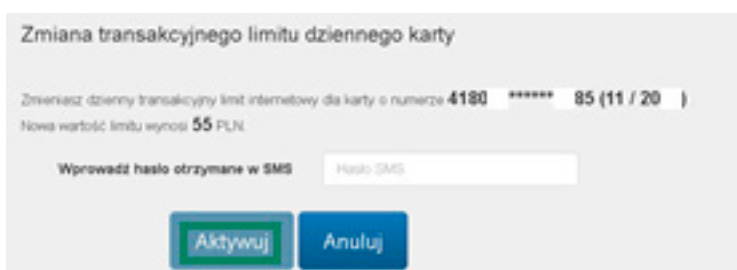 Zmiana transakcyjnego limitu dziennego karty
Zmieniasz dzienny transakcyjny limit internetowy dla karty o numerze 4180 ****** 85 (11 / 20 )
Nowa wartość limitu wynosi 55 PLN.
Wprowadź hasło otrzymane w SMS Hasło SMS
Aktywuj Anuluj